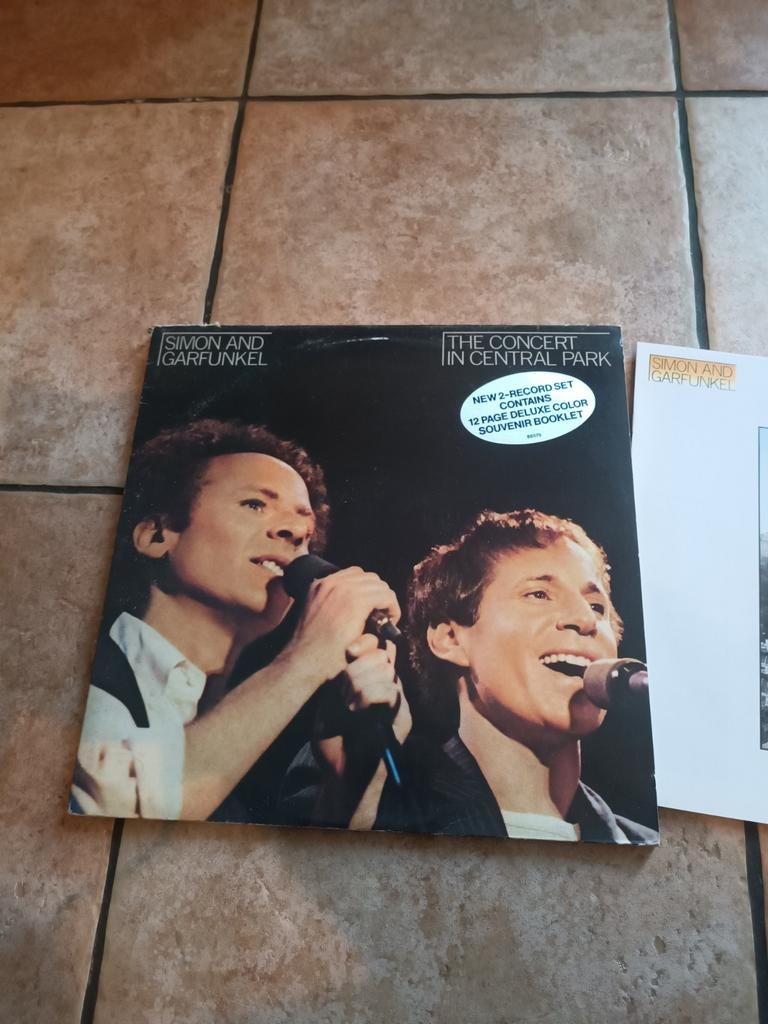 SIMON AND
GARFUNKEL
THE CONCERT
IN CENTRAL PARK
NEW 2-RECORD SET
CONTAINS
12 PAGE DELUXE COLOR
SOUVENIR BOOKLET
SIMON AND
GARFUNKEL